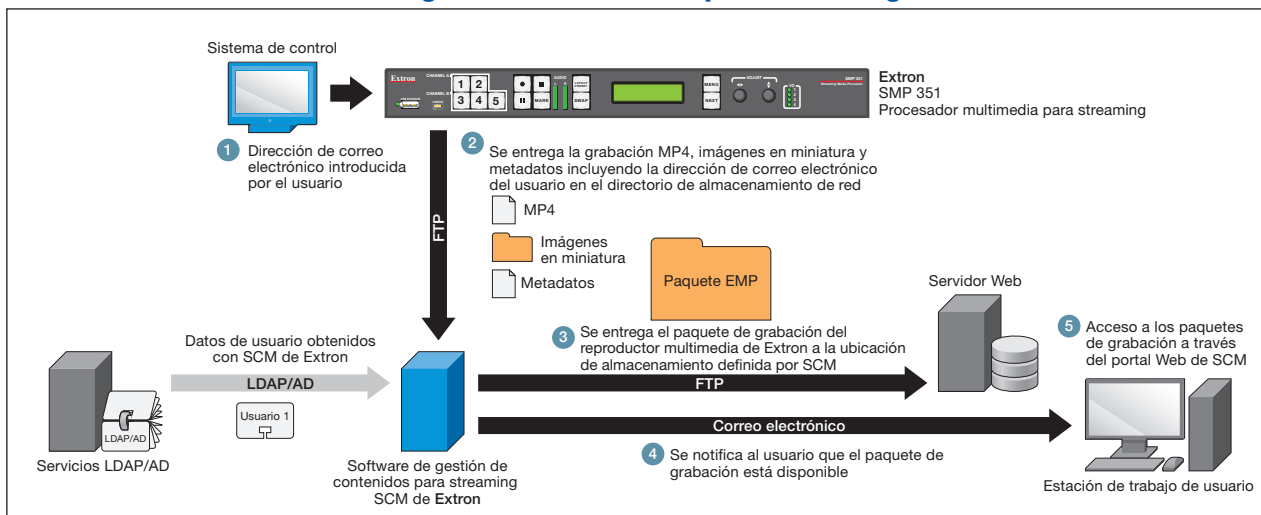 Sistema de control
Extron
CHANNEL A
CHANNEL B
1 2
3 4 5
MARK
AUDIO
L R
SWAP
MENU
NEXT
ADJUST
SMP 351
Extron
SMP 351
Procesador multimedia para streaming
1 Dirección de correo
electrónico introducida
por el usuario
2 Se entrega la grabación MP4, imágenes en miniatura y
metadatos incluyendo la dirección de correo electrónico
del usuario en el directorio de almacenamiento de red
FTP
MP4
Imágenes
en miniatura
Metadatos
Paquete EMP
Servidor Web
3 Se entrega el paquete de grabación del
reproductor multimedia de Extron a la ubicación
de almacenamiento definida por SCM
FTP
5 Acceso a los paquetes
de grabación a través
del portal Web de SCM
Datos de usuario obtenidos
con SCM de Extron
LDAP/AD
Usuario 1
LDAP/AD
Servicios LDAP/AD
Correo electrónico
4 Se notifica al usuario que el paquete de
grabación está disponible
Software de gestión de
contenidos para streaming
SCM de Extron
Estación de trabajo de usuario